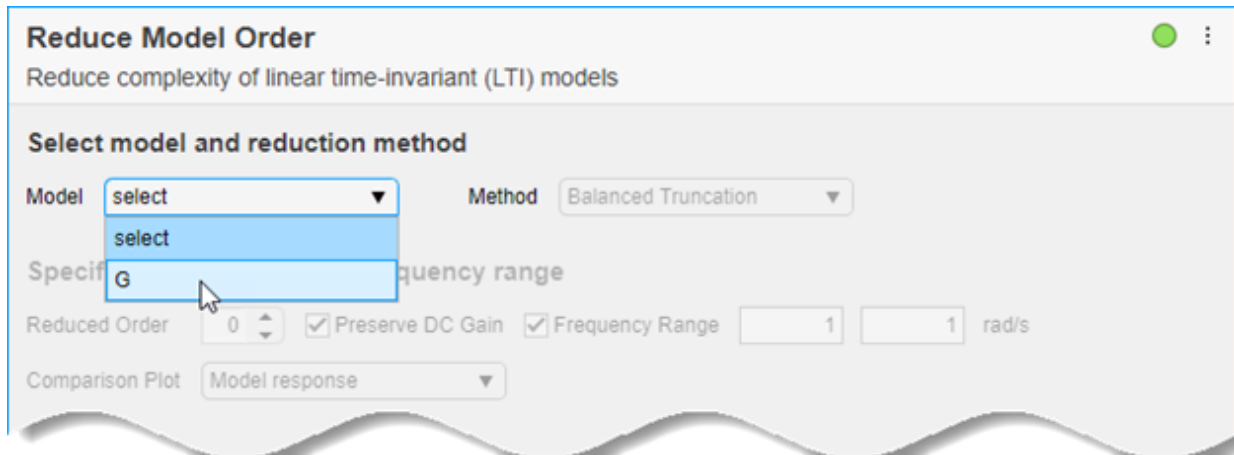 Reduce Model Order
Reduce complexity of linear time-invariant (LTI) models
Select model and reduction method
Model select Method Balanced Truncation
select
G
Specif quency range
Reduced Order 0 Preserve DC Gain Frequency Range 1 1 rad/s
Comparison Plot Model response